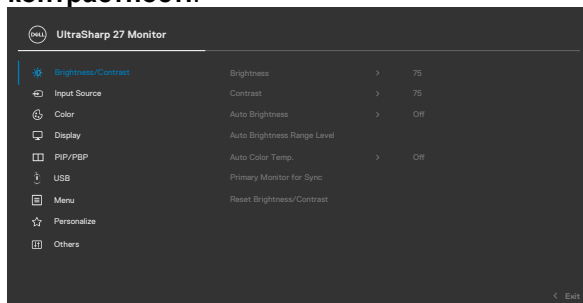 DELL UltraSharp 27 Monitor
Brightness/Contrast Brightness > 75
Input Source Contrast > 75
Color Auto Brightness > Off
Display Auto Brightness Range Level
PIP/PBP Auto Color Temp. > Off
USB Primary Monitor for Sync
Menu Reset Brightness/Contrast
Personalize
Others
< Exit